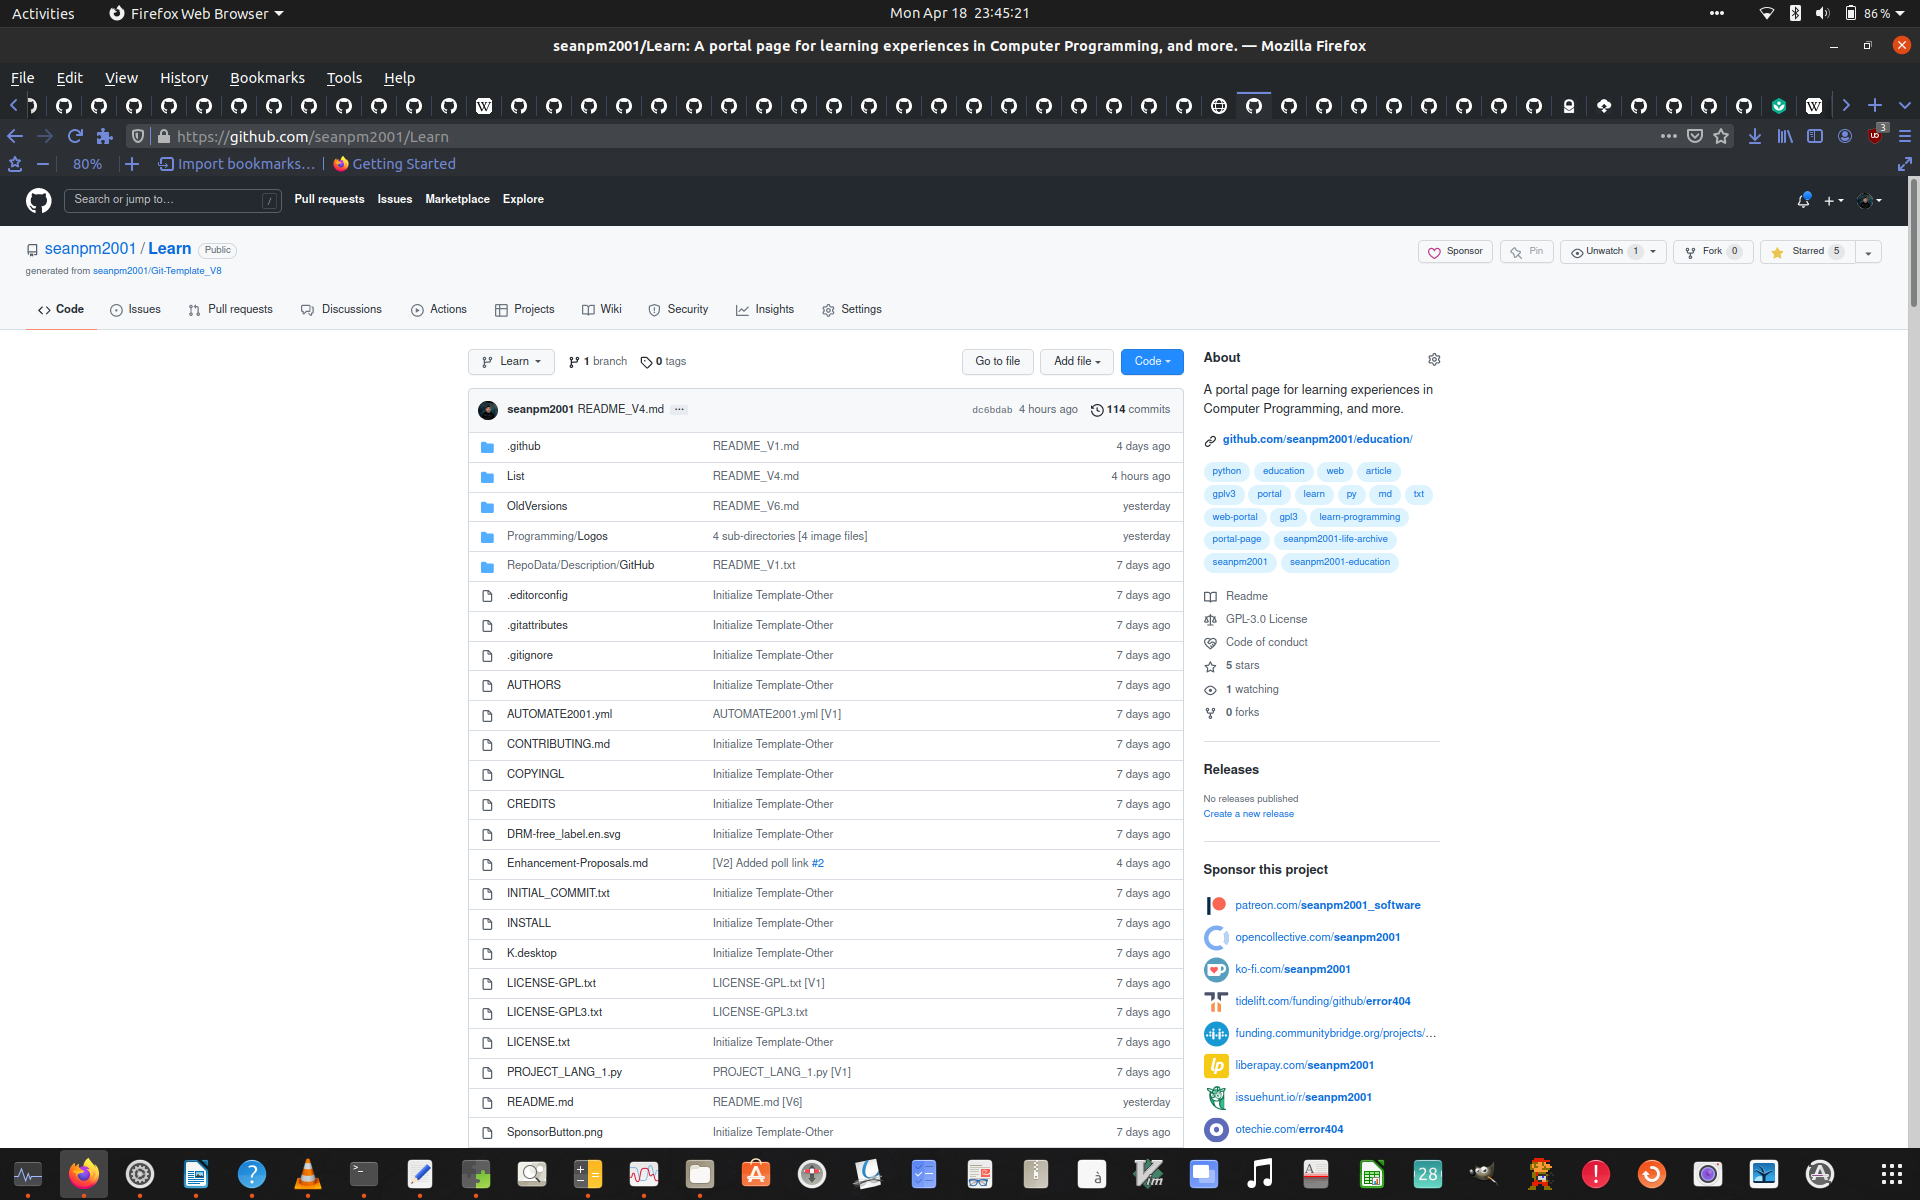 Activities Firefox Web Browser Mon Apr 18 23:45:21 86 %
seanpm2001/Learn: A portal page for learning experiences in Computer Programming, and more. — Mozilla Firefox
File Edit View History Bookmarks Tools Help
https://github.com/seanpm2001/Learn 3
80% Import bookmarks… Getting Started
Search or jump to… / Pull requests Issues Marketplace Explore
seanpm2001 / Learn Public
Sponsor Pin Unwatch 1 Fork 0 Starred 5
generated from seanpm2001/Git-Template_V8
Code Issues Pull requests Discussions Actions Projects Wiki Security Insights Settings
Learn 1 branch 0 tags Go to file Add file Code
seanpm2001 README_V4.md ... dc6bdab 4 hours ago 114 commits
.github README_V1.md 4 days ago
List README_V4.md 4 hours ago
OldVersions README_V6.md yesterday
Programming/Logos 4 sub-directories [4 image files] yesterday
RepoData/Description/GitHub README_V1.txt 7 days ago
.editorconfig Initialize Template-Other 7 days ago
.gitattributes Initialize Template-Other 7 days ago
.gitignore Initialize Template-Other 7 days ago
AUTHORS Initialize Template-Other 7 days ago
AUTOMATE2001.yml AUTOMATE2001.yml [V1] 7 days ago
CONTRIBUTING.md Initialize Template-Other 7 days ago
COPYINGL Initialize Template-Other 7 days ago
CREDITS Initialize Template-Other 7 days ago
DRM-free_label.en.svg Initialize Template-Other 7 days ago
Enhancement-Proposals.md [V2] Added poll link #2 4 days ago
INITIAL_COMMIT.txt Initialize Template-Other 7 days ago
INSTALL Initialize Template-Other 7 days ago
K.desktop Initialize Template-Other 7 days ago
LICENSE-GPL.txt LICENSE-GPL.txt [V1] 7 days ago
LICENSE-GPL3.txt LICENSE-GPL3.txt 7 days ago
LICENSE.txt Initialize Template-Other 7 days ago
PROJECT_LANG_1.py PROJECT_LANG_1.py [V1] 7 days ago
README.md README.md [V6] yesterday
SponsorButton.png Initialize Template-Other 7 days ago
About
A portal page for learning experiences in
Computer Programming, and more.
github.com/seanpm2001/education/
python education web article
gplv3 portal learn py md txt
web-portal gpl3 learn-programming
portal-page seanpm2001-life-archive
seanpm2001 seanpm2001-education
Readme
GPL-3.0 License
Code of conduct
5 stars
1 watching
0 forks
Releases
No releases published
Create a new release
Sponsor this project
patreon.com/seanpm2001_software
opencollective.com/seanpm2001
ko-fi.com/seanpm2001
tidelift.com/funding/github/error404
funding.communitybridge.org/projects/…
liberapay.com/seanpm2001
issuehunt.io/r/seanpm2001
otechie.com/error404
28